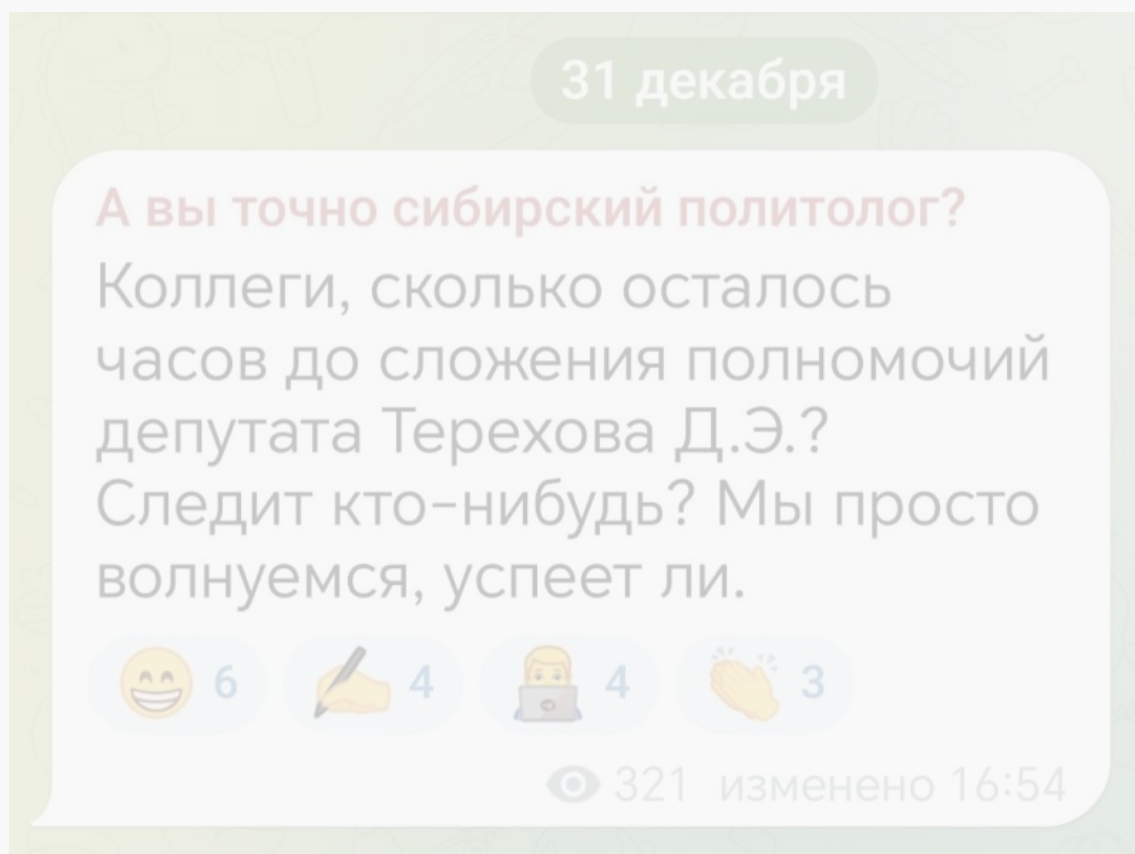 31 декабря
А вы точно сибирский политолог?
Коллеги, сколько осталось
часов до сложения полномочий
депутата Терехова Д.Э.?
Следит кто-нибудь? Мы просто
волнуемся, успеет ли.
6 4 4 3
321 изменено 16:54